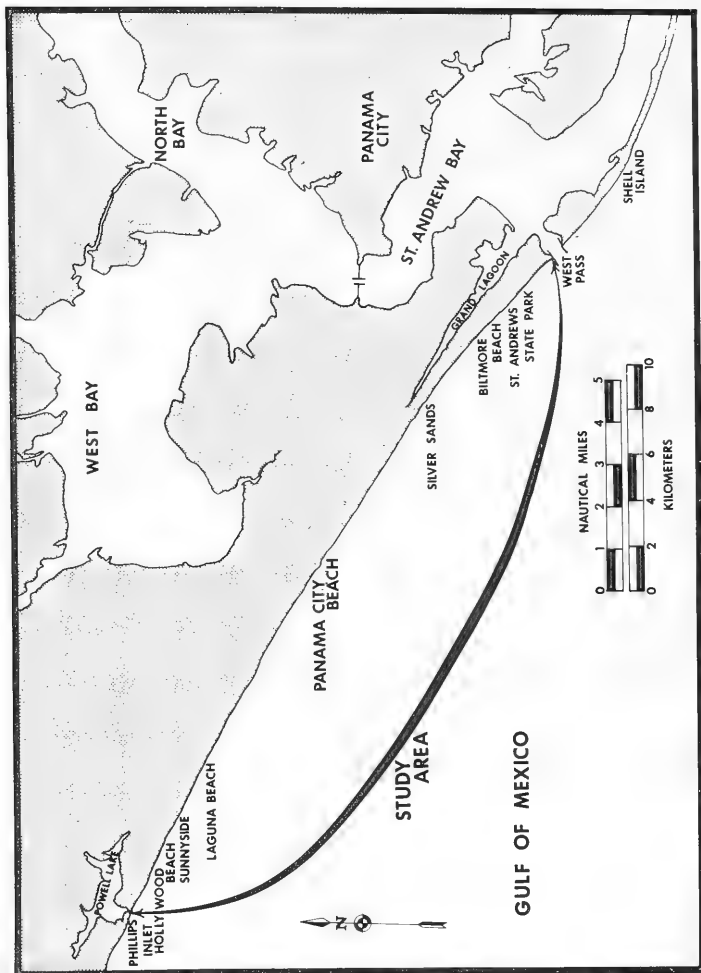 NORTH
BAY
WEST BAY
PANAMA
CITY
ST. ANDREW BAY
POWELL LAKE
PHILLIPS
INLET
HOLLYWOOD
BEACH
SUNNYSIDE
LAGUNA BEACH
PANAMA CITY
BEACH
SILVER SANDS
GRAND LAGOON
BILTMORE
BEACH
ST. ANDREWS
STATE PARK
WEST
PASS
SHELL
ISLAND
STUDY
AREA
GULF OF MEXICO
N
NAUTICAL MILES
0 1 2 3 4 5
0 2 4 6 8 10
KILOMETERS